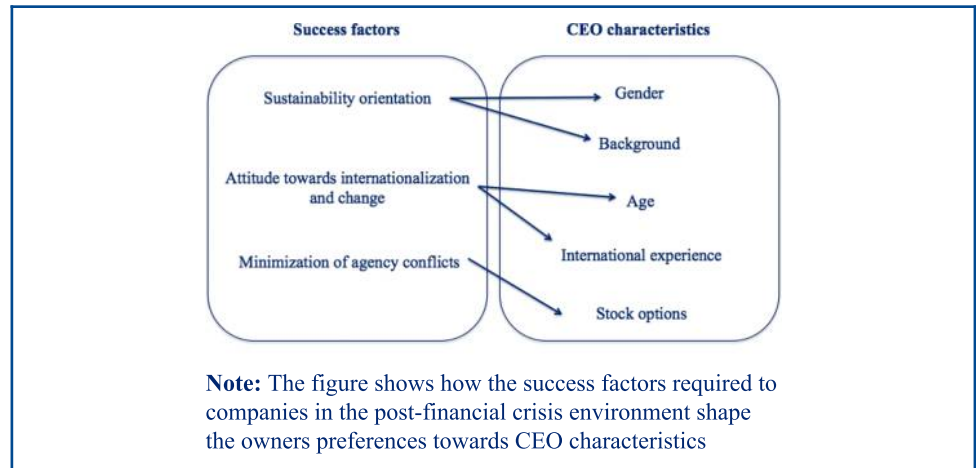 Success factors
CEO characteristics
Sustainability orientation
Gender
Background
Attitude towards internationalization
and change
Age
International experience
Minimization of agency conflicts
Stock options
Note: The figure shows how the success factors required to
companies in the post-financial crisis environment shape
the owners preferences towards CEO characteristics